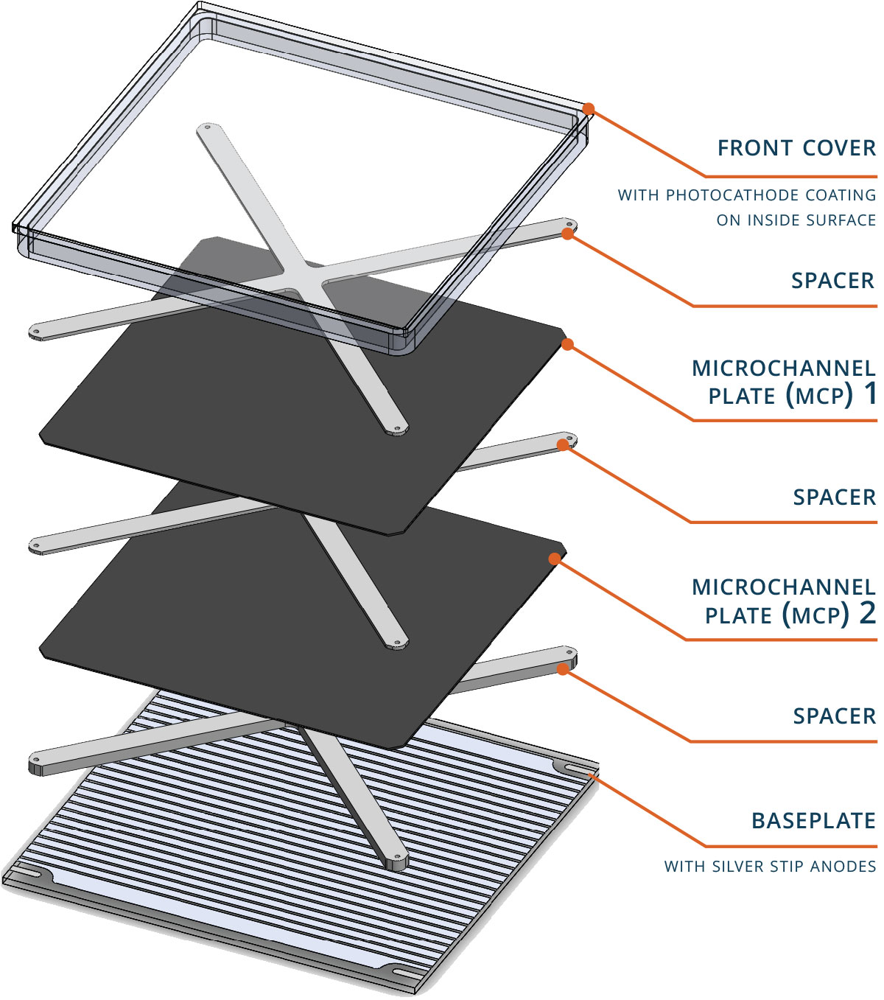 FRONT COVER
WITH PHOTOCATHODE COATING
ON INSIDE SURFACE
SPACER
MICROCHANNEL
PLATE (MCP) 1
SPACER
MICROCHANNEL
PLATE (MCP) 2
SPACER
BASEPLATE
WITH SILVER STIP ANODES